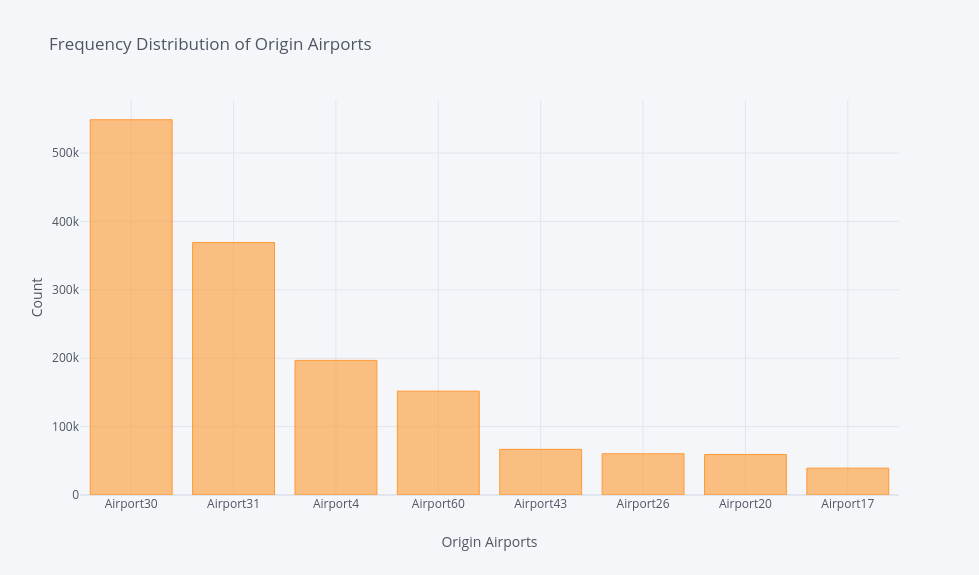 Frequency Distribution of Origin Airports
Count
500k
400k
300k
200k
100k
0
Airport30 Airport31 Airport4 Airport60 Airport43 Airport26 Airport20 Airport17
Origin Airports